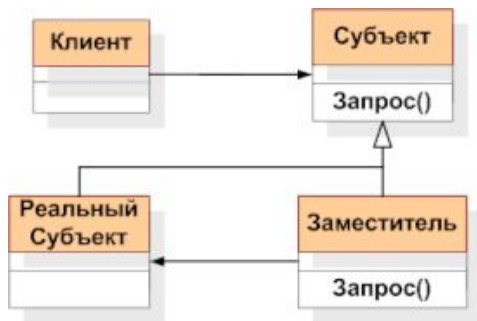 Клиент
Субъект
Запрос()
Реальный
Субъект
Заместитель
Запрос()